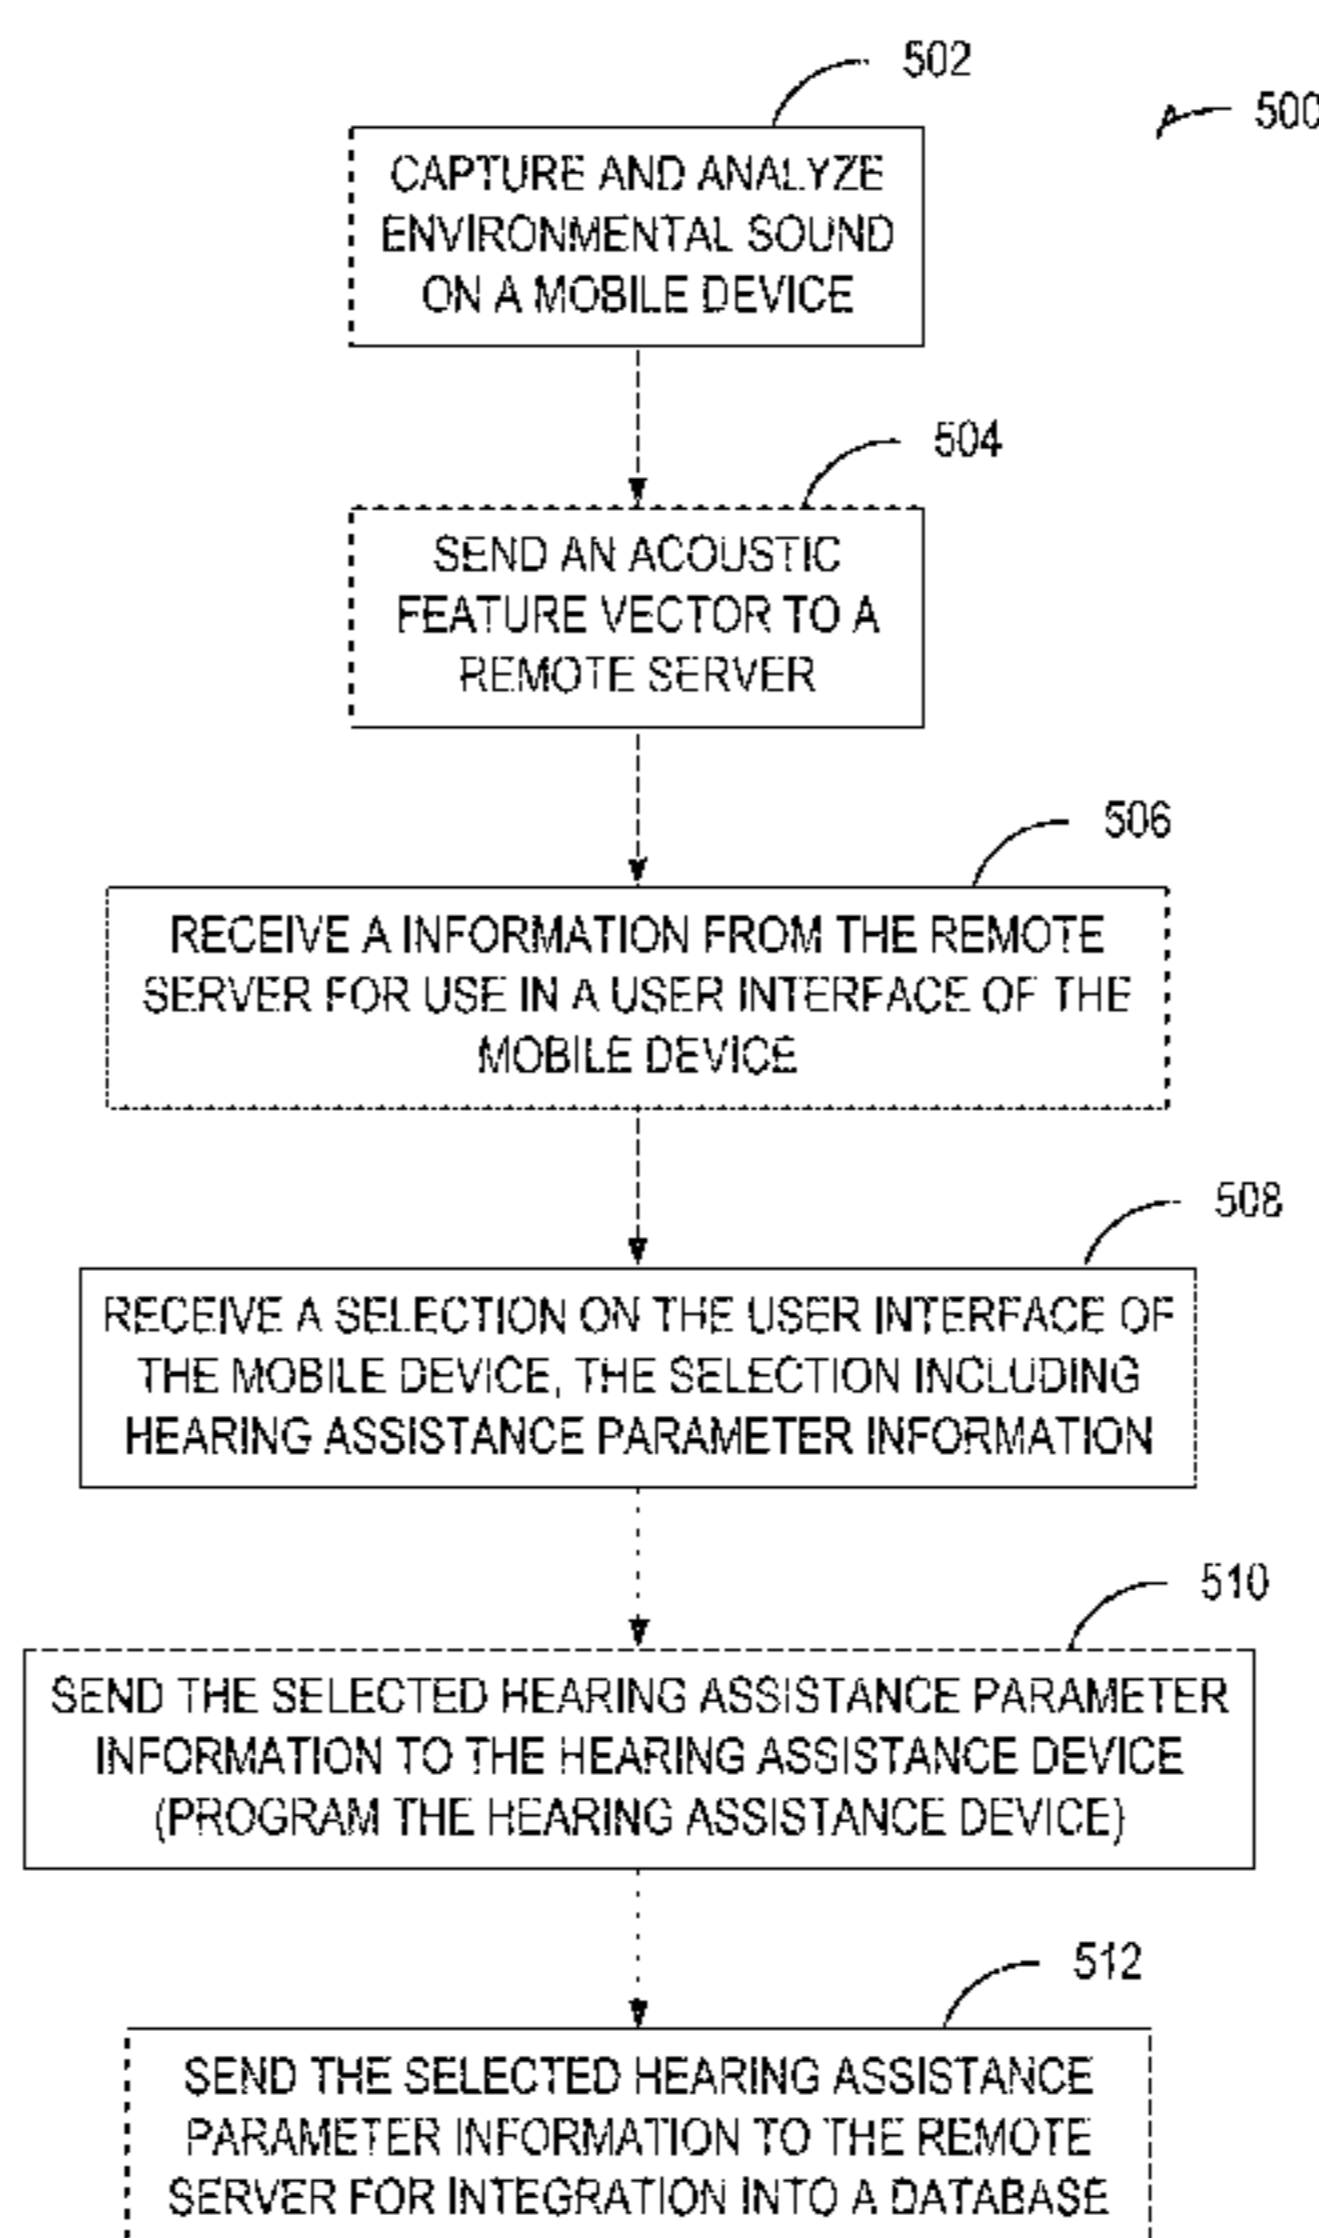 502
500
CAPTURE AND ANALYZE
ENVIRONMENTAL SOUND
ON A MOBILE DEVICE
504
SEND AN ACOUSTIC
FEATURE VECTOR TO A
REMOTE SERVER
506
RECEIVE A INFORMATION FROM THE REMOTE
SERVER FOR USE IN A USER INTERFACE OF THE
MOBILE DEVICE
508
RECEIVE A SELECTION ON THE USER INTERFACE OF
THE MOBILE DEVICE, THE SELECTION INCLUDING
HEARING ASSISTANCE PARAMETER INFORMATION
510
SEND THE SELECTED HEARING ASSISTANCE PARAMETER
INFORMATION TO THE HEARING ASSISTANCE DEVICE
(PROGRAM THE HEARING ASSISTANCE DEVICE)
512
SEND THE SELECTED HEARING ASSISTANCE
PARAMETER INFORMATION TO THE REMOTE
SERVER FOR INTEGRATION INTO A DATABASE